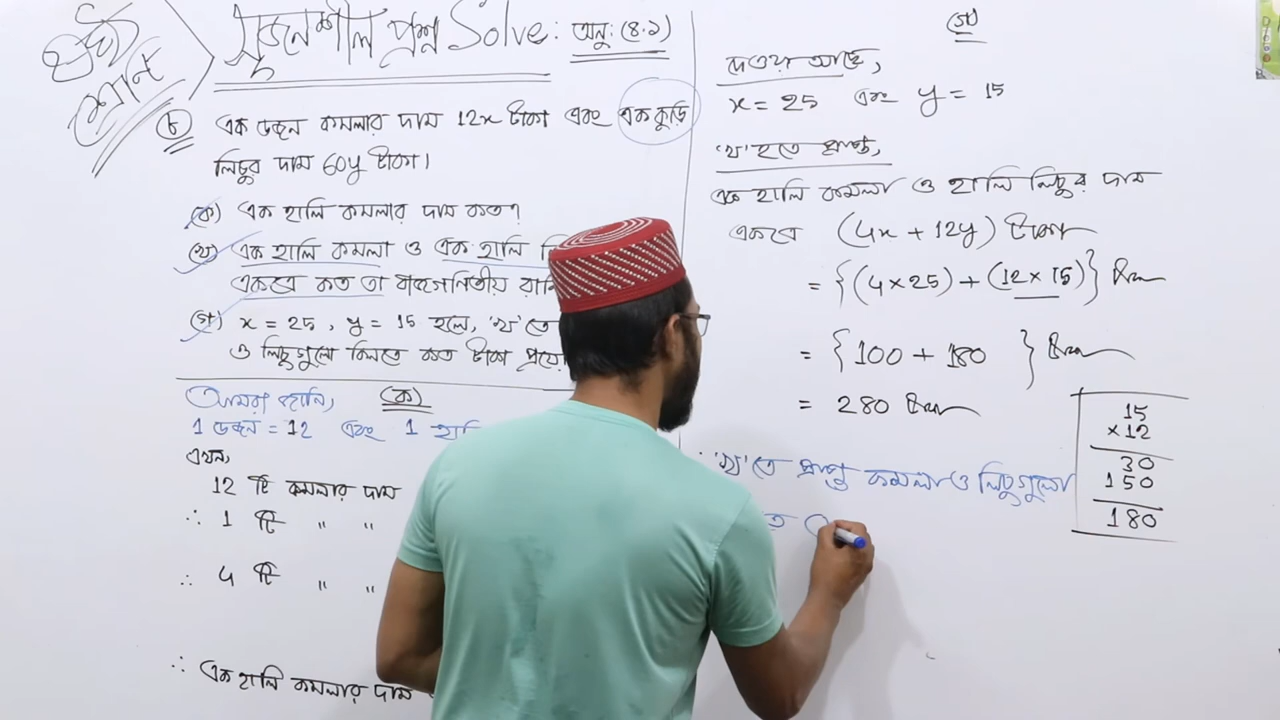 ষষ্ঠ শ্রেণি
সৃজনশীল প্রশ্ন Solve: অনু: (৪.১)
৮ এক ডজন কমলার দাম 12x টাকা এবং এক কুড়ি
লিচুর দাম 60y টাকা।
(ক) এক হালি কমলার দাম কত?
(খ) এক হালি কমলা ও এক হালি
একত্রে কত তা বীজগণিতীয়
(গ) x = 25, y = 15 হলে, 'খ' তে
ও লিচুগুলো কিনতে কত টাকা
আমরা জানি, (ক)
1 ডজন = 12 এবং 1
এখন,
12 টি কমলার দাম
∴ 1 টি " "
∴ 4 টি " "
∴ এক হালি কমলার দাম
(গ)
দেওয়া আছে,
x = 25 এবং y = 15
'খ' হতে প্রাপ্ত,
এক হালি কমলা ও হালি লিচুর দাম
একত্রে (4x + 12y) টাকা
= {(4×25) + (12×15)} টাকা
= {100 + 180} টাকা
= 280 টাকা
'খ' তে প্রাপ্ত কমলা ও লিচুগুলো
15
×12
30
150
180